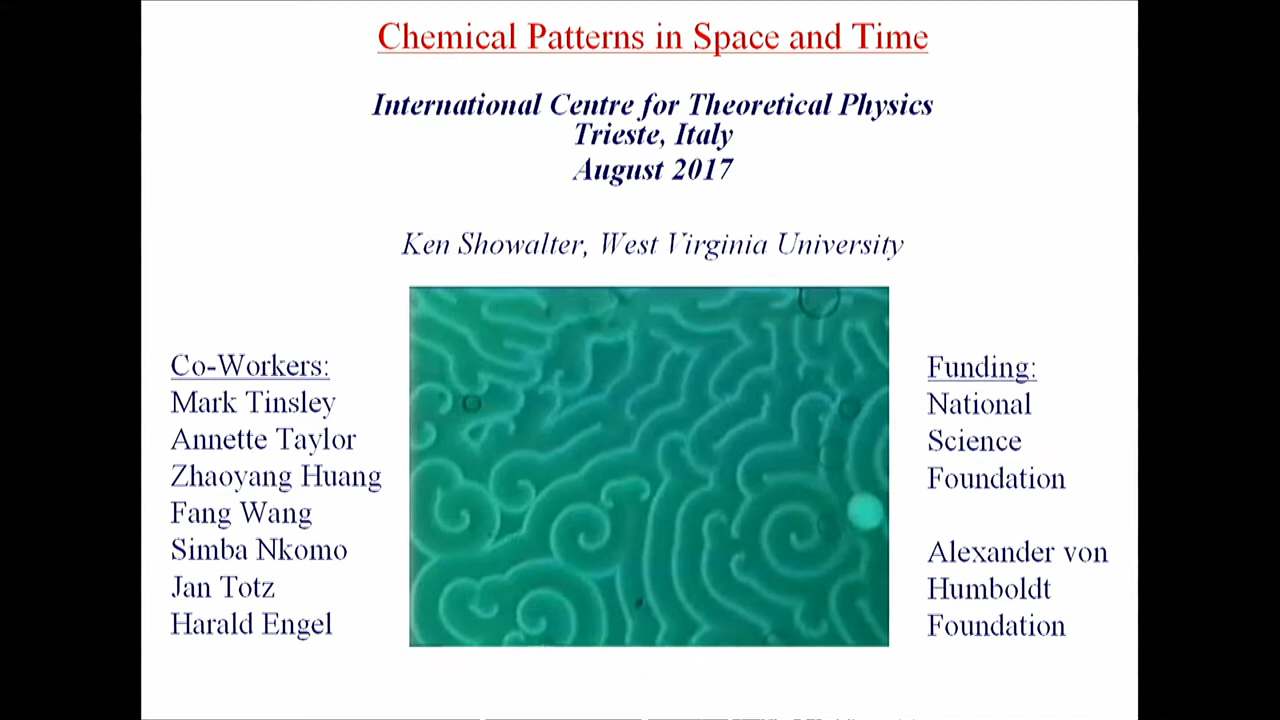 Chemical Patterns in Space and Time
International Centre for Theoretical Physics
Trieste, Italy
August 2017
Ken Showalter, West Virginia University
Co-Workers:
Mark Tinsley
Annette Taylor
Zhaoyang Huang
Fang Wang
Simba Nkomo
Jan Totz
Harald Engel
Funding:
National
Science
Foundation
Alexander von
Humboldt
Foundation